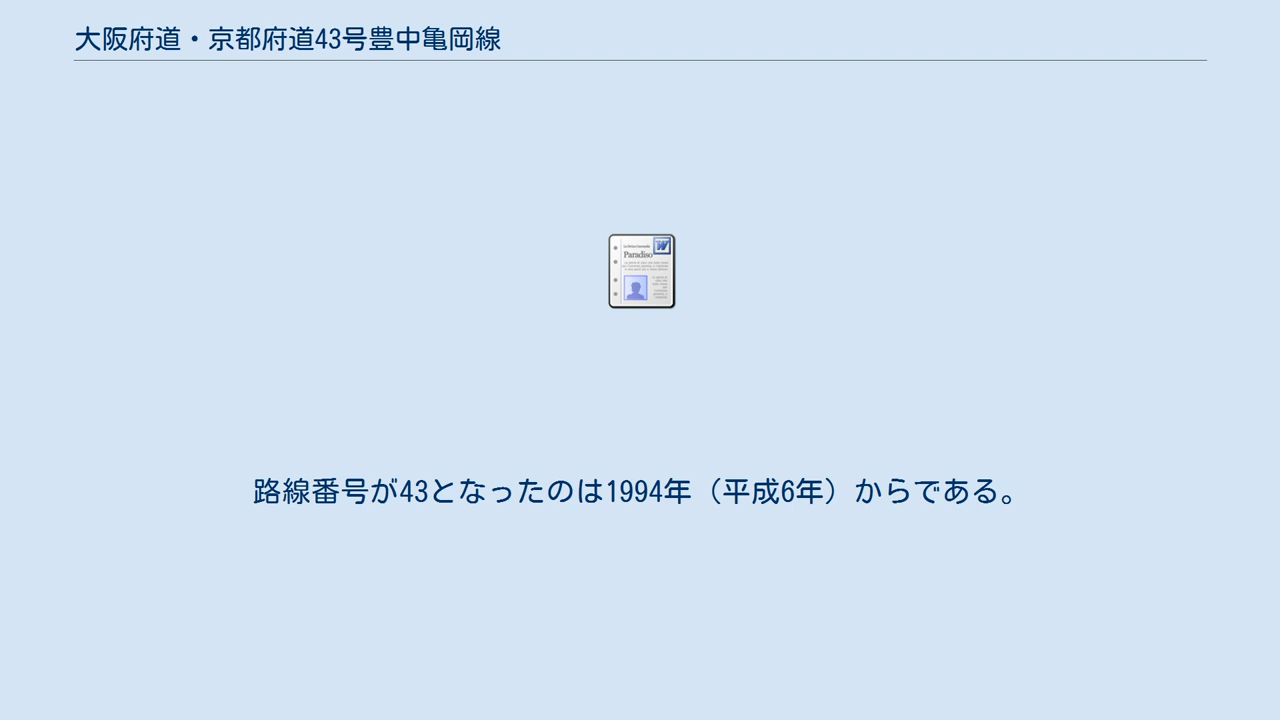 大阪府道・京都府道43号豊中亀岡線
Paradiso
W
路線番号が43となったのは1994年（平成6年）からである。